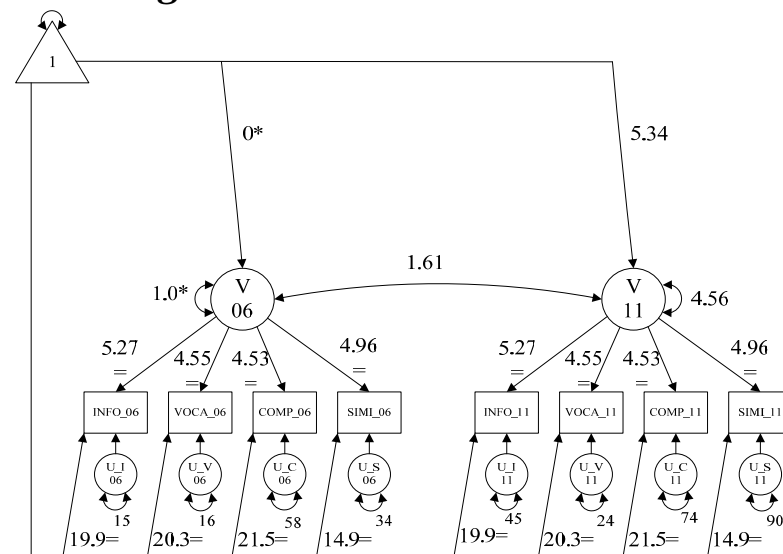 1
0*
5.34
1.61
V
06
1.0*
V
11
4.56
5.27
=
4.55
=
4.53
=
4.96
=
5.27
=
4.55
=
4.53
=
4.96
=
INFO_06
VOCA_06
COMP_06
SIMI_06
INFO_11
VOCA_11
COMP_11
SIMI_11
U_I
06
U_V
06
U_C
06
U_S
06
U_I
11
U_V
11
U_C
11
U_S
11
15
16
58
34
45
24
74
90
19.9=
20.3=
21.5=
14.9=
19.9=
20.3=
21.5=
14.9=